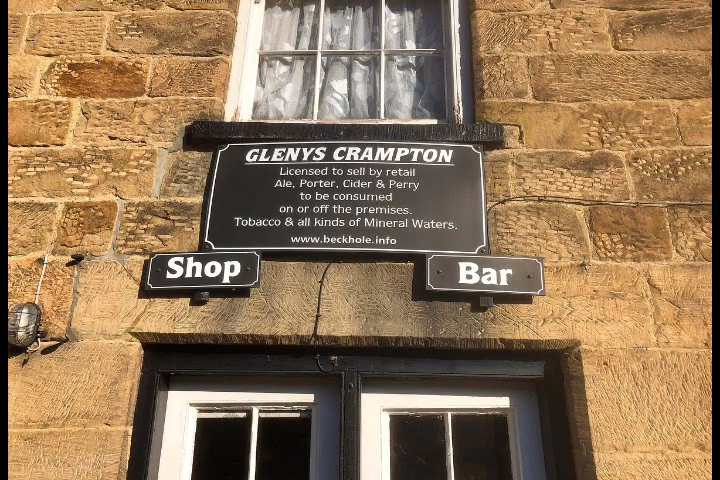 GLENYS CRAMPTON
Licensed to sell by retail
Ale, Porter, Cider & Perry
to be consumed
on or off the premises.
Tobacco & all kinds of Mineral Waters.
www.beckhole.info
Shop
Bar